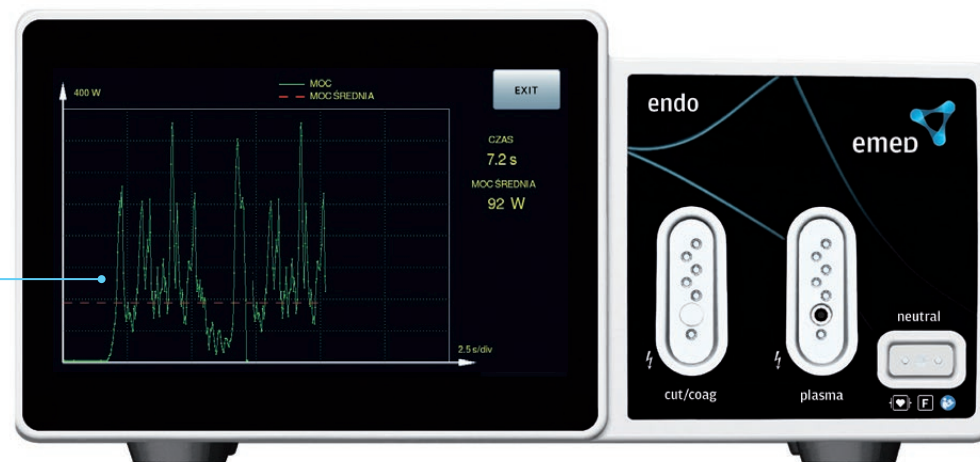 400 W
MOC
MOC ŚREDNIA
EXIT
CZAS
7.2 s
MOC ŚREDNIA
92 W
2.5 s/div
endo
emed
cut/coag
plasma
neutral
F